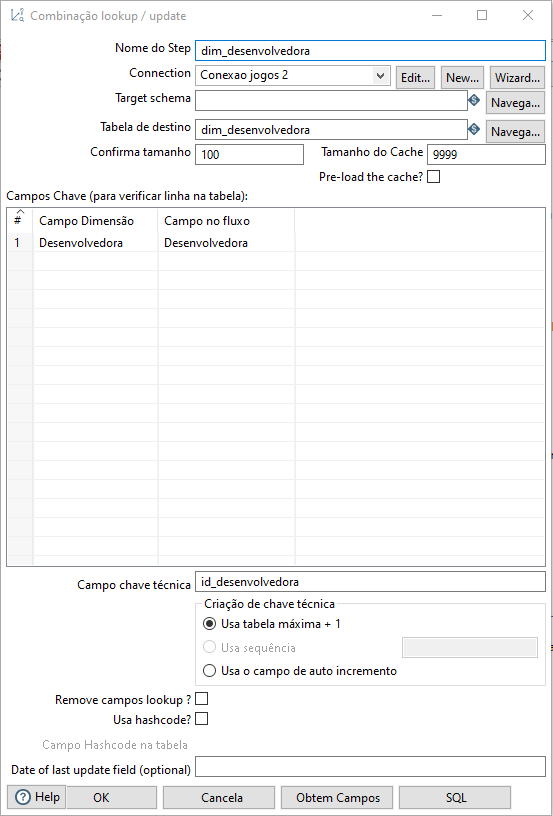 Combinação lookup / update
Nome do Step dim_desenvolvedora
Connection Conexao jogos 2 Edit... New... Wizard...
Target schema Navega...
Tabela de destino dim_desenvolvedora Navega...
Confirma tamanho 100 Tamanho do Cache 9999
Pre-load the cache?
Campos Chave (para verificar linha na tabela):
# Campo Dimensão Campo no fluxo
1 Desenvolvedora Desenvolvedora
Campo chave técnica id_desenvolvedora
Criação de chave técnica
Usa tabela máxima + 1
Usa sequência
Usa o campo de auto incremento
Remove campos lookup ?
Usa hashcode?
Campo Hashcode na tabela
Date of last update field (optional)
Help OK Cancela Obtem Campos SQL